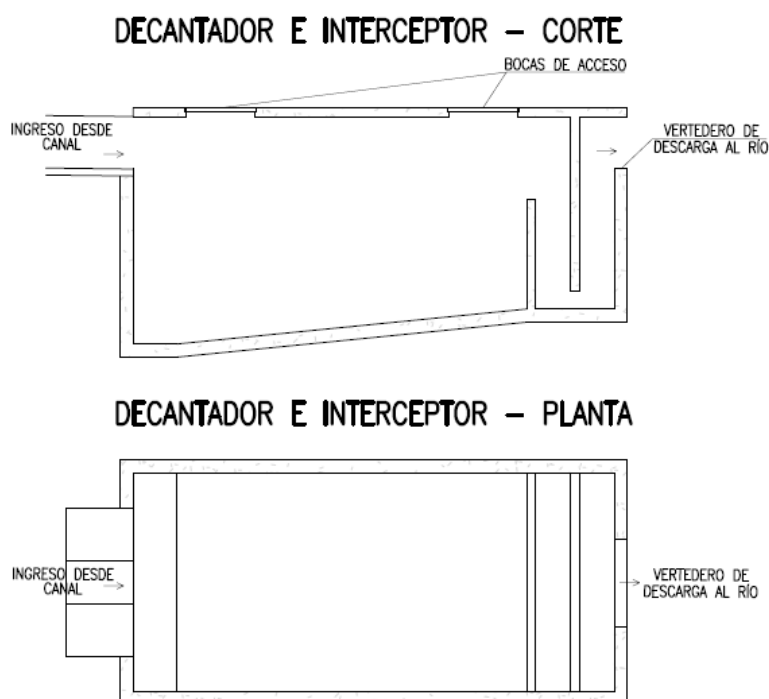 DECANTADOR E INTERCEPTOR – CORTE
BOCAS DE ACCESO
INGRESO DESDE
CANAL
VERTEDERO DE
DESCARGA AL RÍO
DECANTADOR E INTERCEPTOR – PLANTA
INGRESO DESDE
CANAL
VERTEDERO DE
DESCARGA AL RÍO